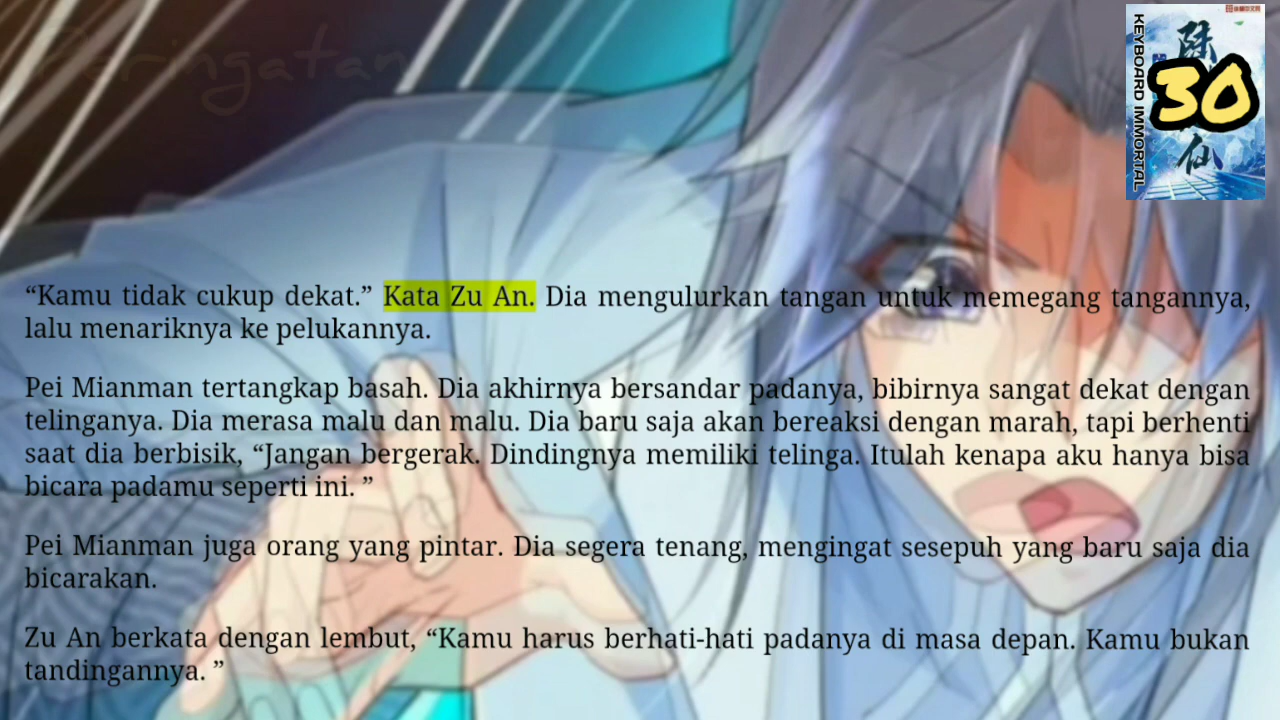 Peringatan
陆
30
仙
KEYBOARD IMMORTAL
“Kamu tidak cukup dekat.” Kata Zu An. Dia mengulurkan tangan untuk memegang tangannya,
lalu menariknya ke pelukannya.
Pei Mianman tertangkap basah. Dia akhirnya bersandar padanya, bibirnya sangat dekat dengan
telinganya. Dia merasa malu dan malu. Dia baru saja akan bereaksi dengan marah, tapi berhenti
saat dia berbisik, “Jangan bergerak. Dindingnya memiliki telinga. Itulah kenapa aku hanya bisa
bicara padamu seperti ini. ”
Pei Mianman juga orang yang pintar. Dia segera tenang, mengingat sesepuh yang baru saja dia
bicarakan.
Zu An berkata dengan lembut, “Kamu harus berhati-hati padanya di masa depan. Kamu bukan
tandingannya. ”